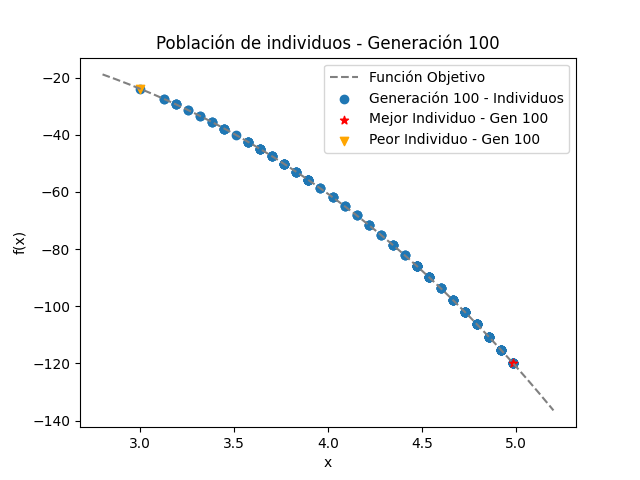 Población de individuos - Generación 100
Función Objetivo
Generación 100 - Individuos
Mejor Individuo - Gen 100
Peor Individuo - Gen 100
−20
−40
−60
−80
−100
−120
−140
f(x)
3.0 3.5 4.0 4.5 5.0
x